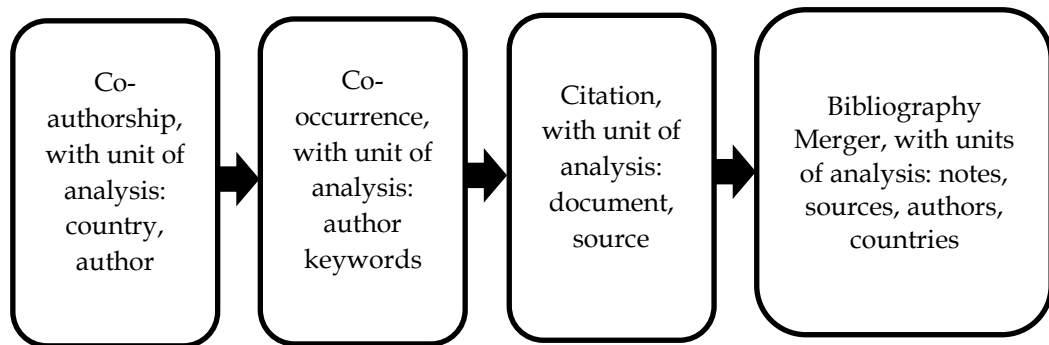 Co-
authorship,
with unit of
analysis:
country,
author
Co-
occurrence,
with unit of
analysis:
author
keywords
Citation,
with unit of
analysis:
document,
source
Bibliography
Merger, with units
of analysis: notes,
sources, authors,
countries